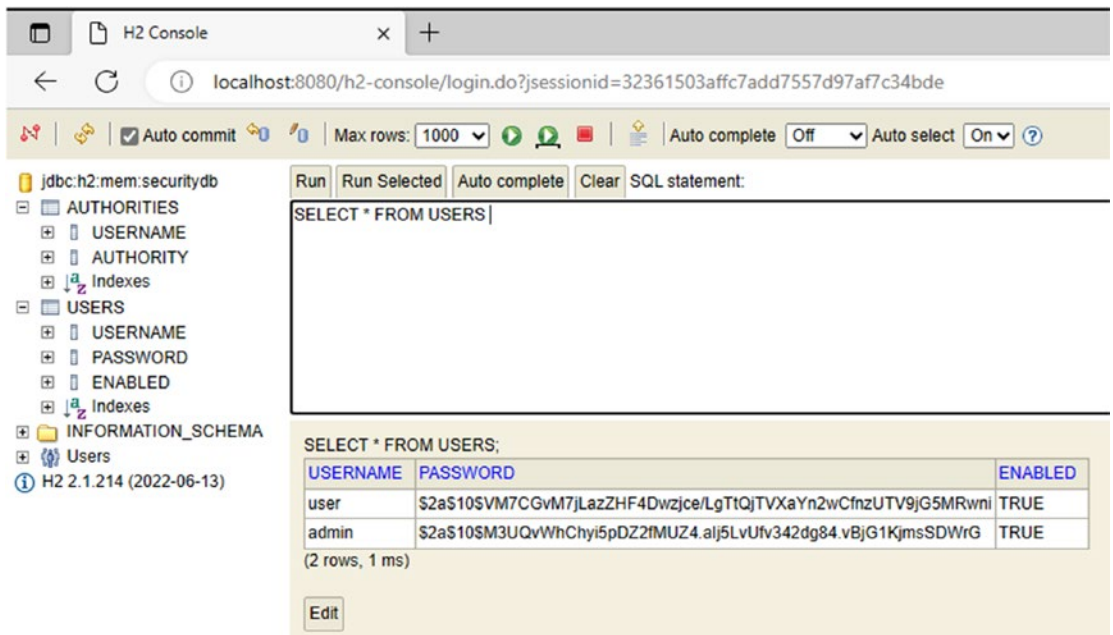 H2 Console
localhost:8080/h2-console/login.do?jsessionid=32361503affc7add7557d97af7c34bde
Auto commit Max rows: 1000 Auto complete Off Auto select On
jdbc:h2:mem:securitydb
AUTHORITIES
USERNAME
AUTHORITY
Indexes
USERS
USERNAME
PASSWORD
ENABLED
Indexes
INFORMATION_SCHEMA
Users
H2 2.1.214 (2022-06-13)
Run Run Selected Auto complete Clear SQL statement:
SELECT * FROM USERS
SELECT * FROM USERS;
USERNAME PASSWORD ENABLED
user $2a$10$VM7CGvM7jLazZHF4Dwzjce/LgTtQjTVXaYn2wCfnzUTV9jG5MRwni TRUE
admin $2a$10$M3UQvWhChyi5pDZ2fMUZ4.alj5LvUfv342dg84.vBjG1KjmsSDWrG TRUE
(2 rows, 1 ms)
Edit